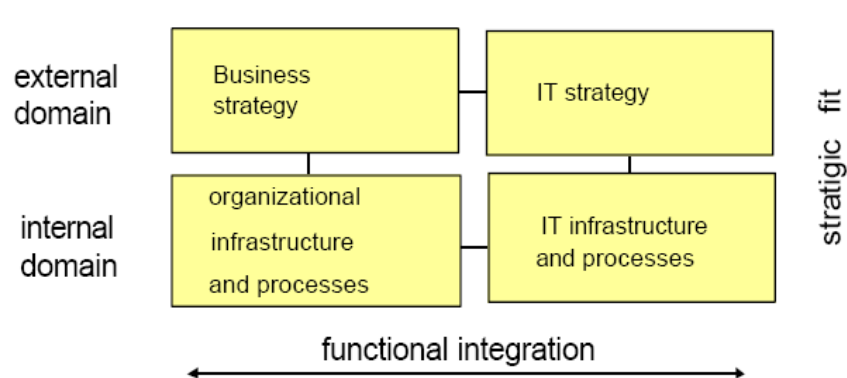 external
domain
Business
strategy
IT strategy
internal
domain
organizational
infrastructure
and processes
IT infrastructure
and processes
stratigic fit
functional integration